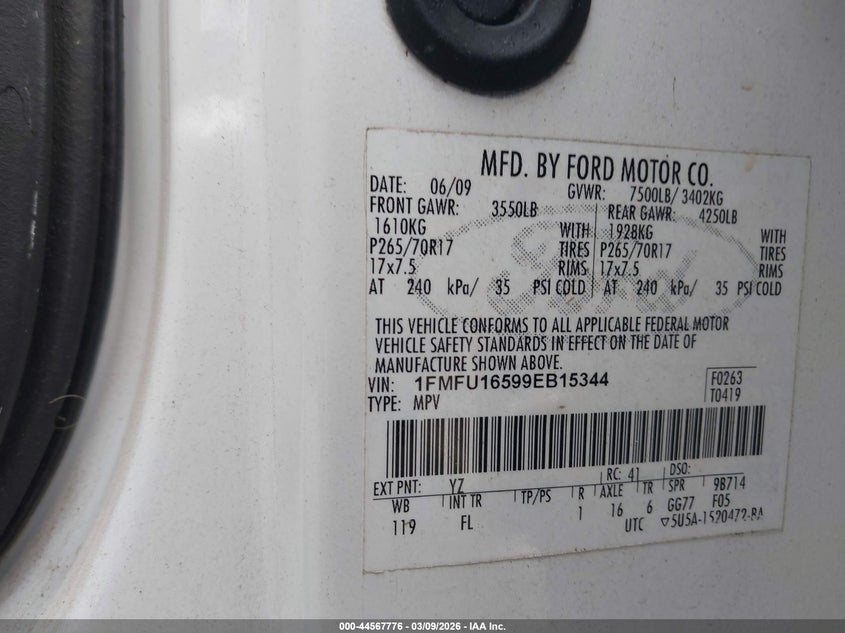 MFD. BY FORD MOTOR CO.
DATE: 06/09 GVWR: 7500LB/ 3402KG
FRONT GAWR: 3550LB REAR GAWR: 4250LB
1610KG WITH 1928KG WITH
P265/70R17 TIRES P265/70R17 TIRES
17x7.5 RIMS 17x7.5 RIMS
AT 240 kPa/ 35 PSI COLD AT 240 kPa/ 35 PSI COLD
Ford
THIS VEHICLE CONFORMS TO ALL APPLICABLE FEDERAL MOTOR
VEHICLE SAFETY STANDARDS IN EFFECT ON THE DATE OF
MANUFACTURE SHOWN ABOVE.
VIN: 1FMFU16599EB15344 F0263
TYPE: MPV T0419
EXT PNT: YZ RC: 41 DSO:
WB INT TR TP/PS R AXLE TR SPR 9B714
119 FL 1 16 6 GG77 F05
UTC ▽5U5A-1520472-BA
000-44567776 | 03/09/2026 - IAA Inc.